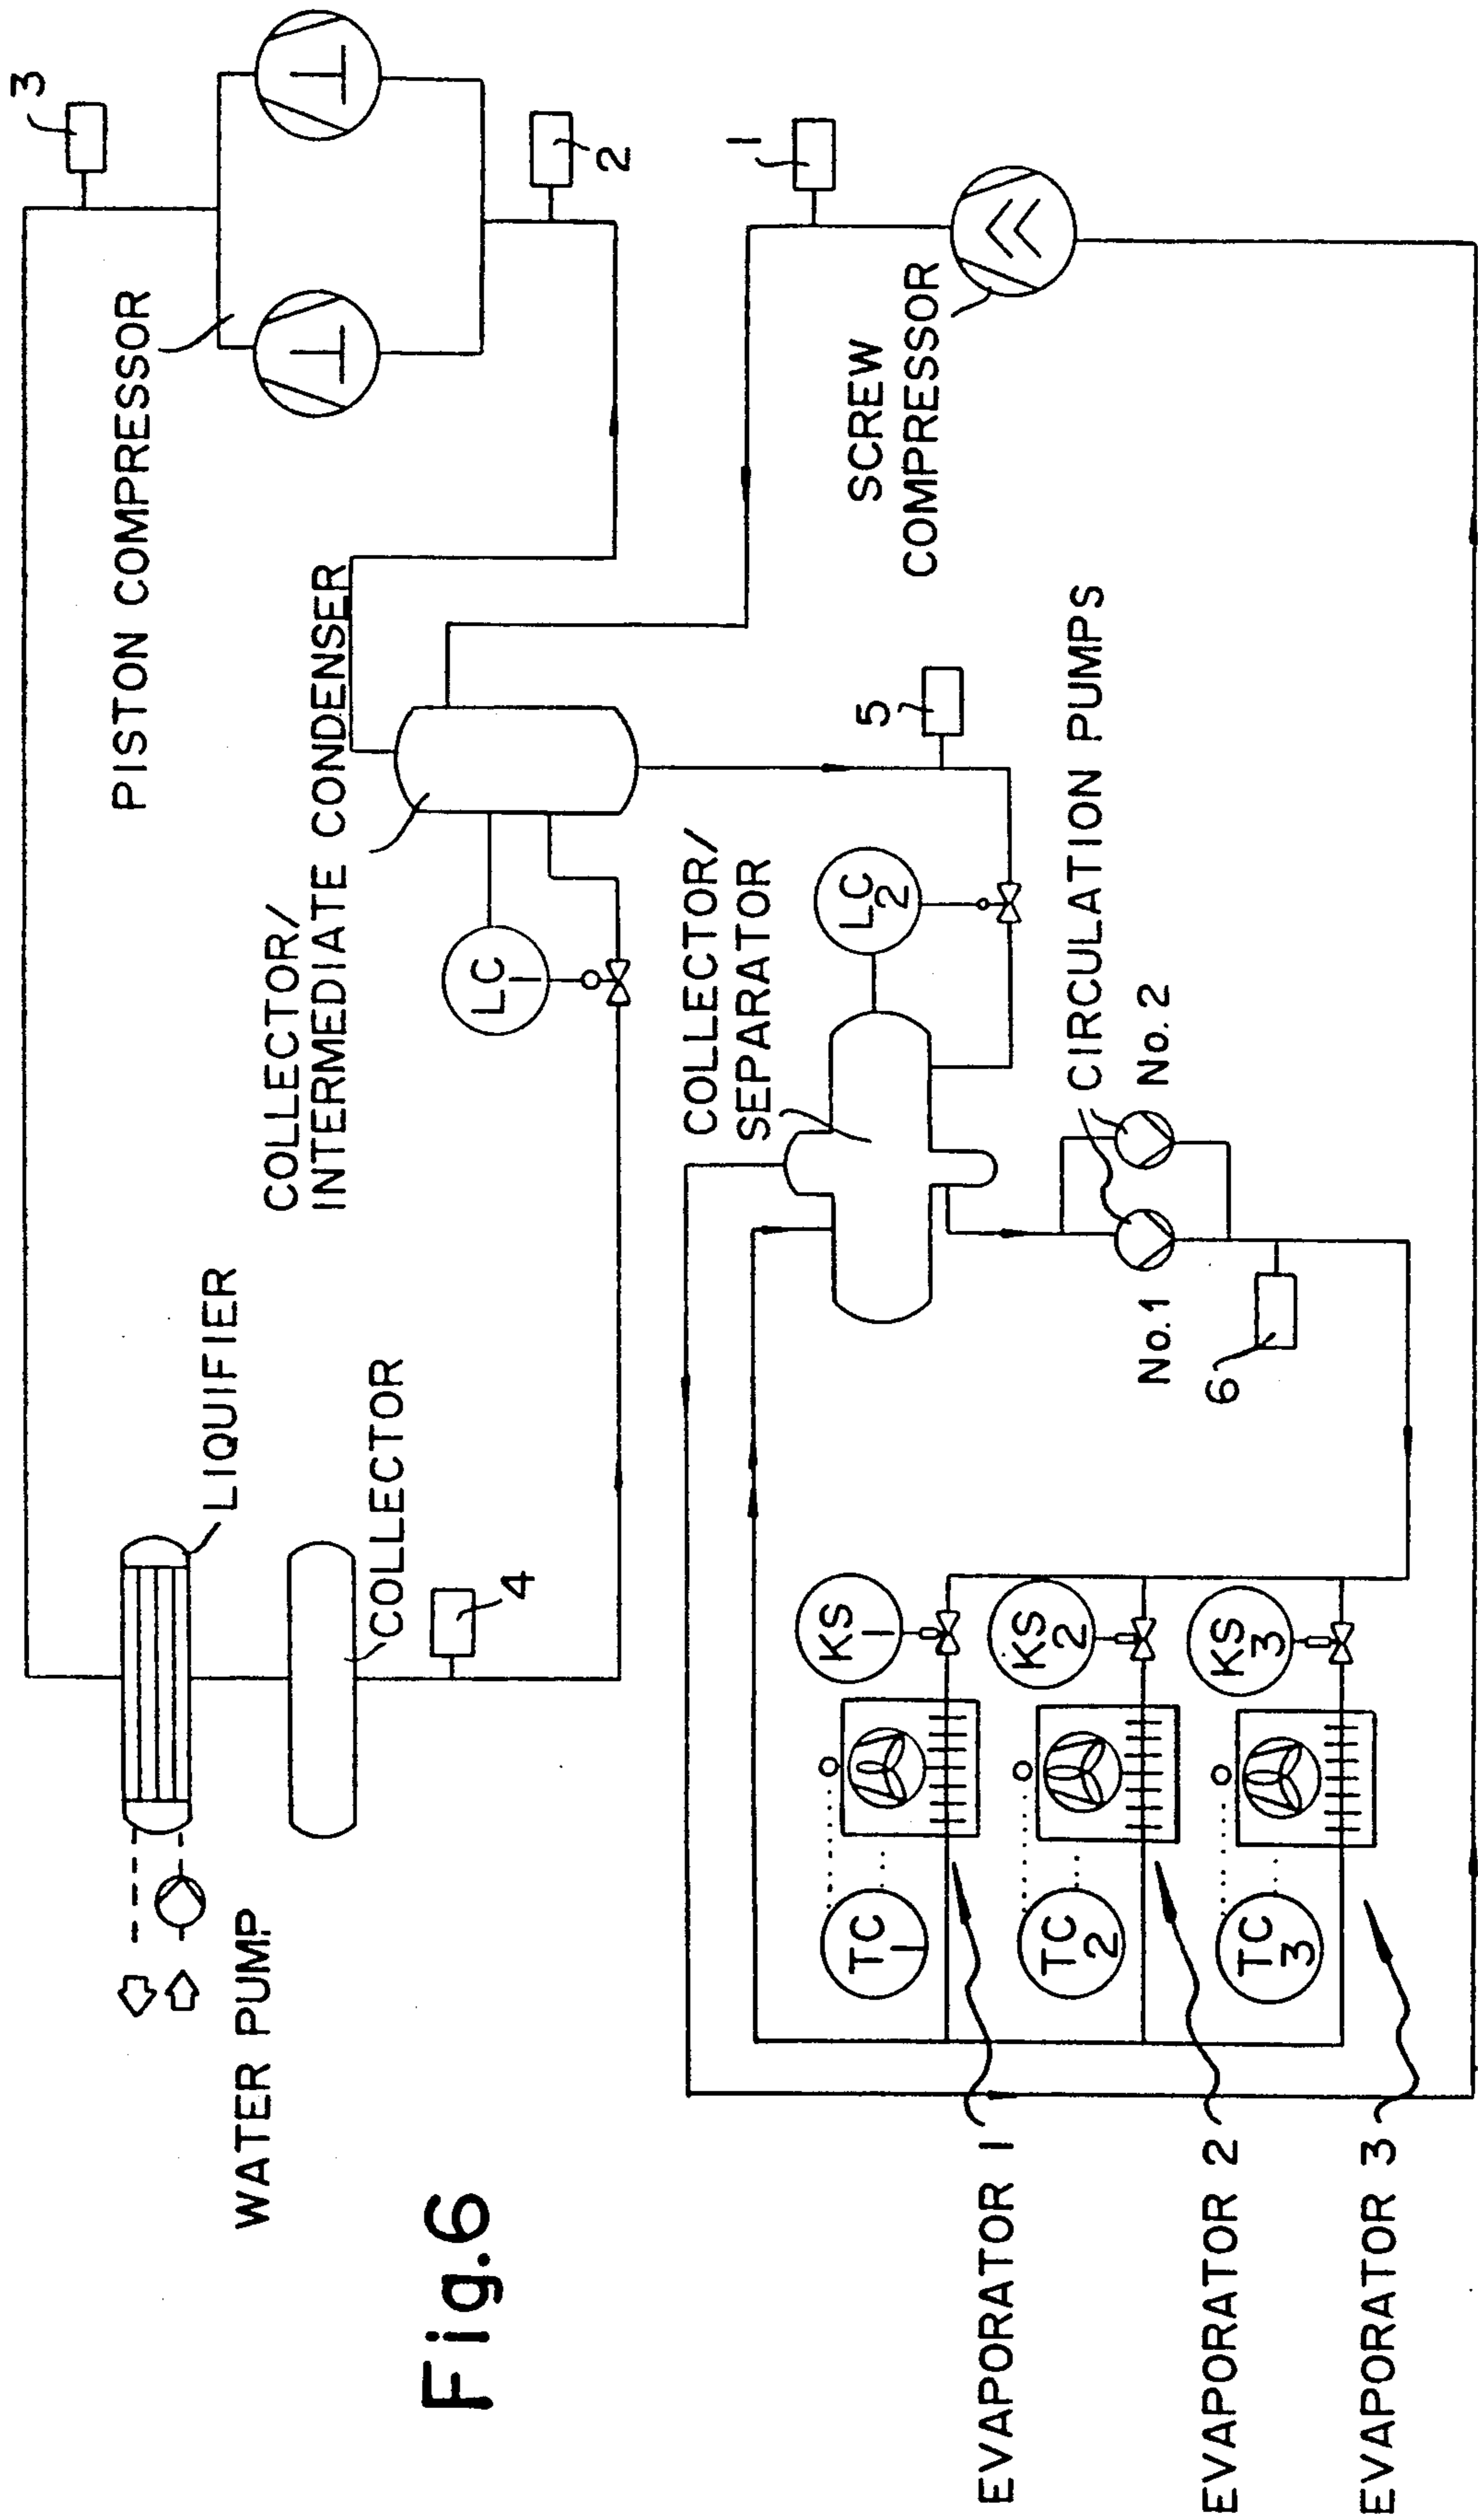 3
PISTON COMPRESSOR
2
1
SCREW
COMPRESSOR
COLLECTOR/
INTERMEDIATE CONDENSER
LC
1
5
COLLECTOR/
SEPARATOR
LC
2
CIRCULATION PUMPS
No.2
No.1
6
LIQUIFIER
COLLECTOR
4
WATER PUMP
KS
1
KS
2
KS
3
TC
1
TC
2
TC
3
EVAPORATOR 1
EVAPORATOR 2
EVAPORATOR 3
Fig.6